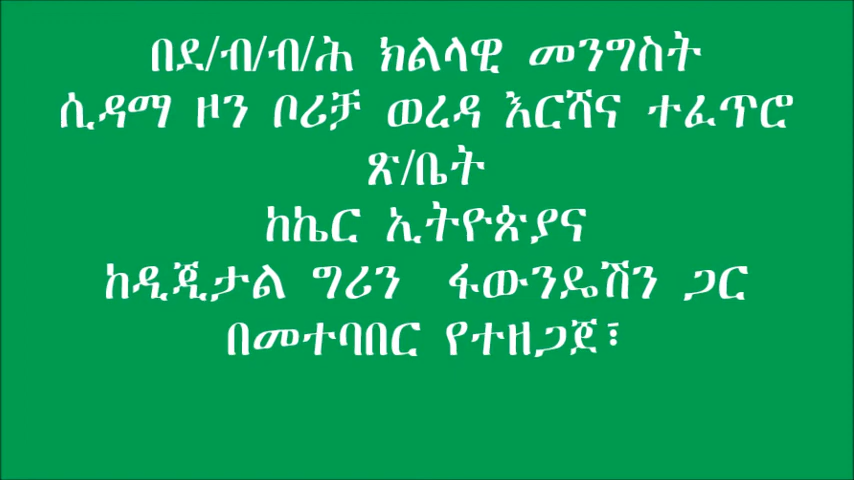 በደ/ብ/ብ/ሕ ክልላዊ መንግስት
ሲዳማ ዞን ቦሪቻ ወረዳ እርሻና ተፈጥሮ
ጽ/ቤት
ከኬር ኢትዮጵያና
ከዲጂታል ግሪን ፋውንዴሽን ጋር
በመተባበር የተዘጋጀ፣